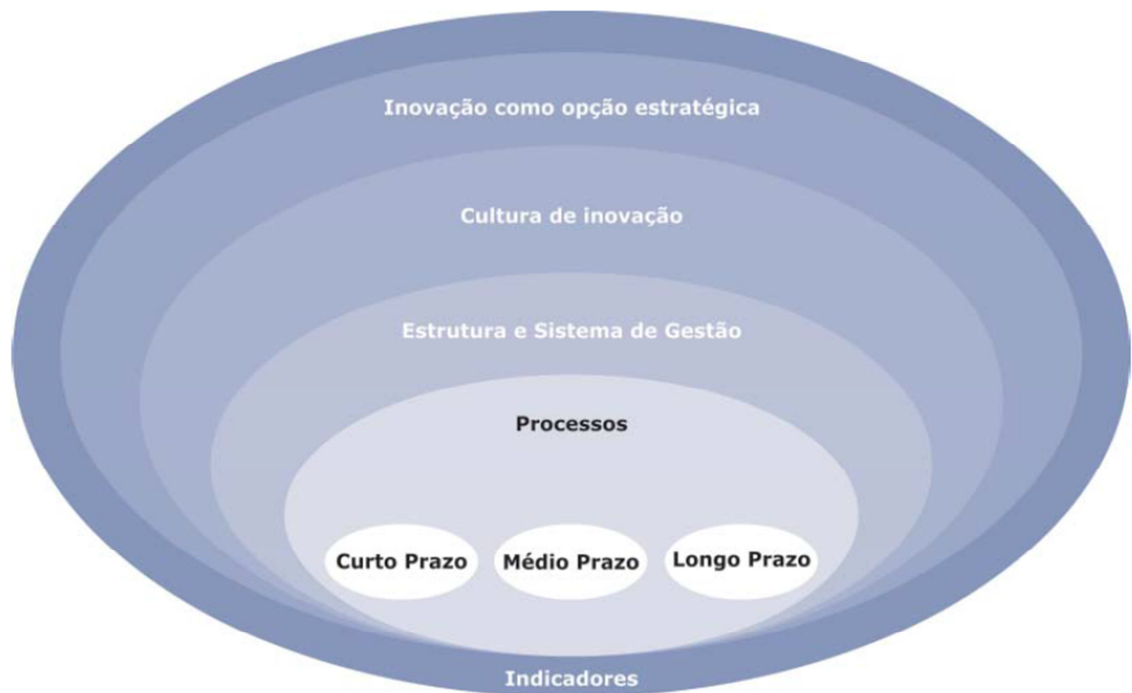 Inovação como opção estratégica
Cultura de inovação
Estrutura e Sistema de Gestão
Processos
Curto Prazo
Médio Prazo
Longo Prazo
Indicadores